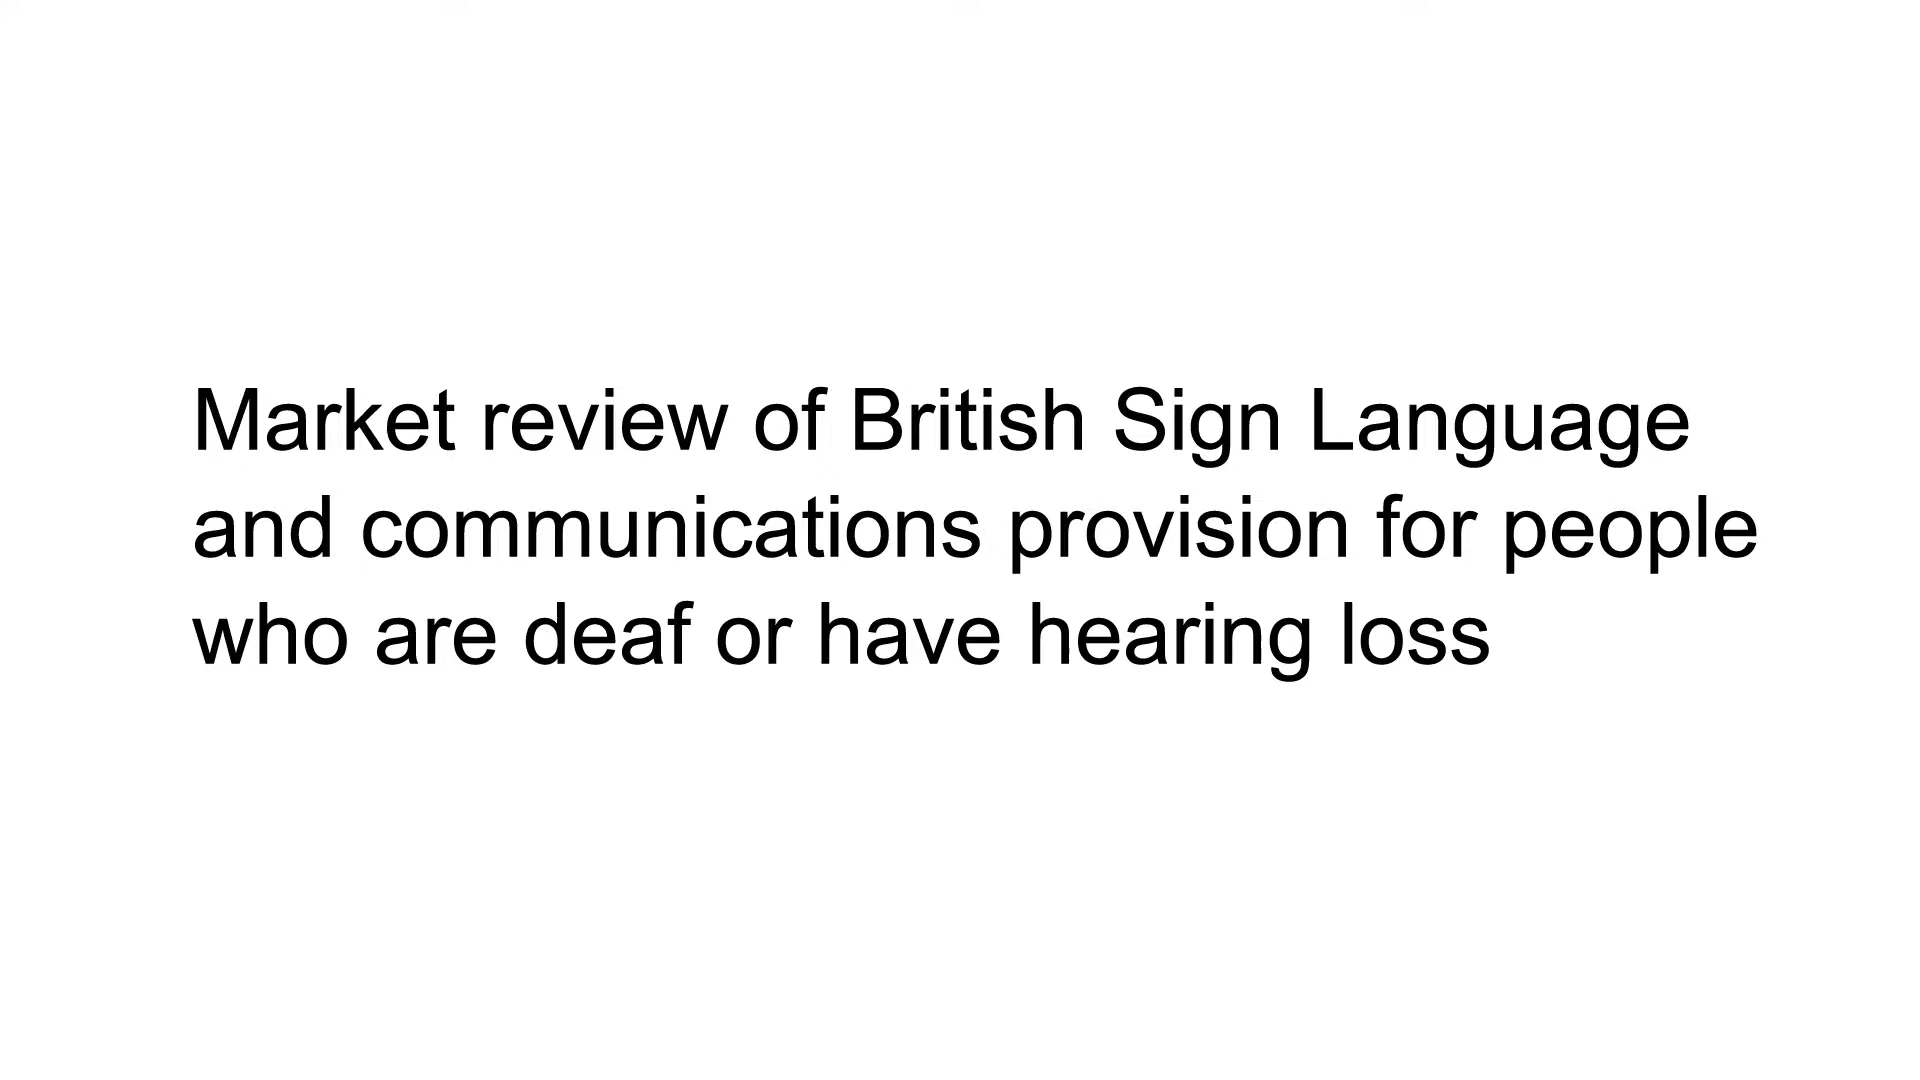 Market review of British Sign Language
and communications provision for people
who are deaf or have hearing loss